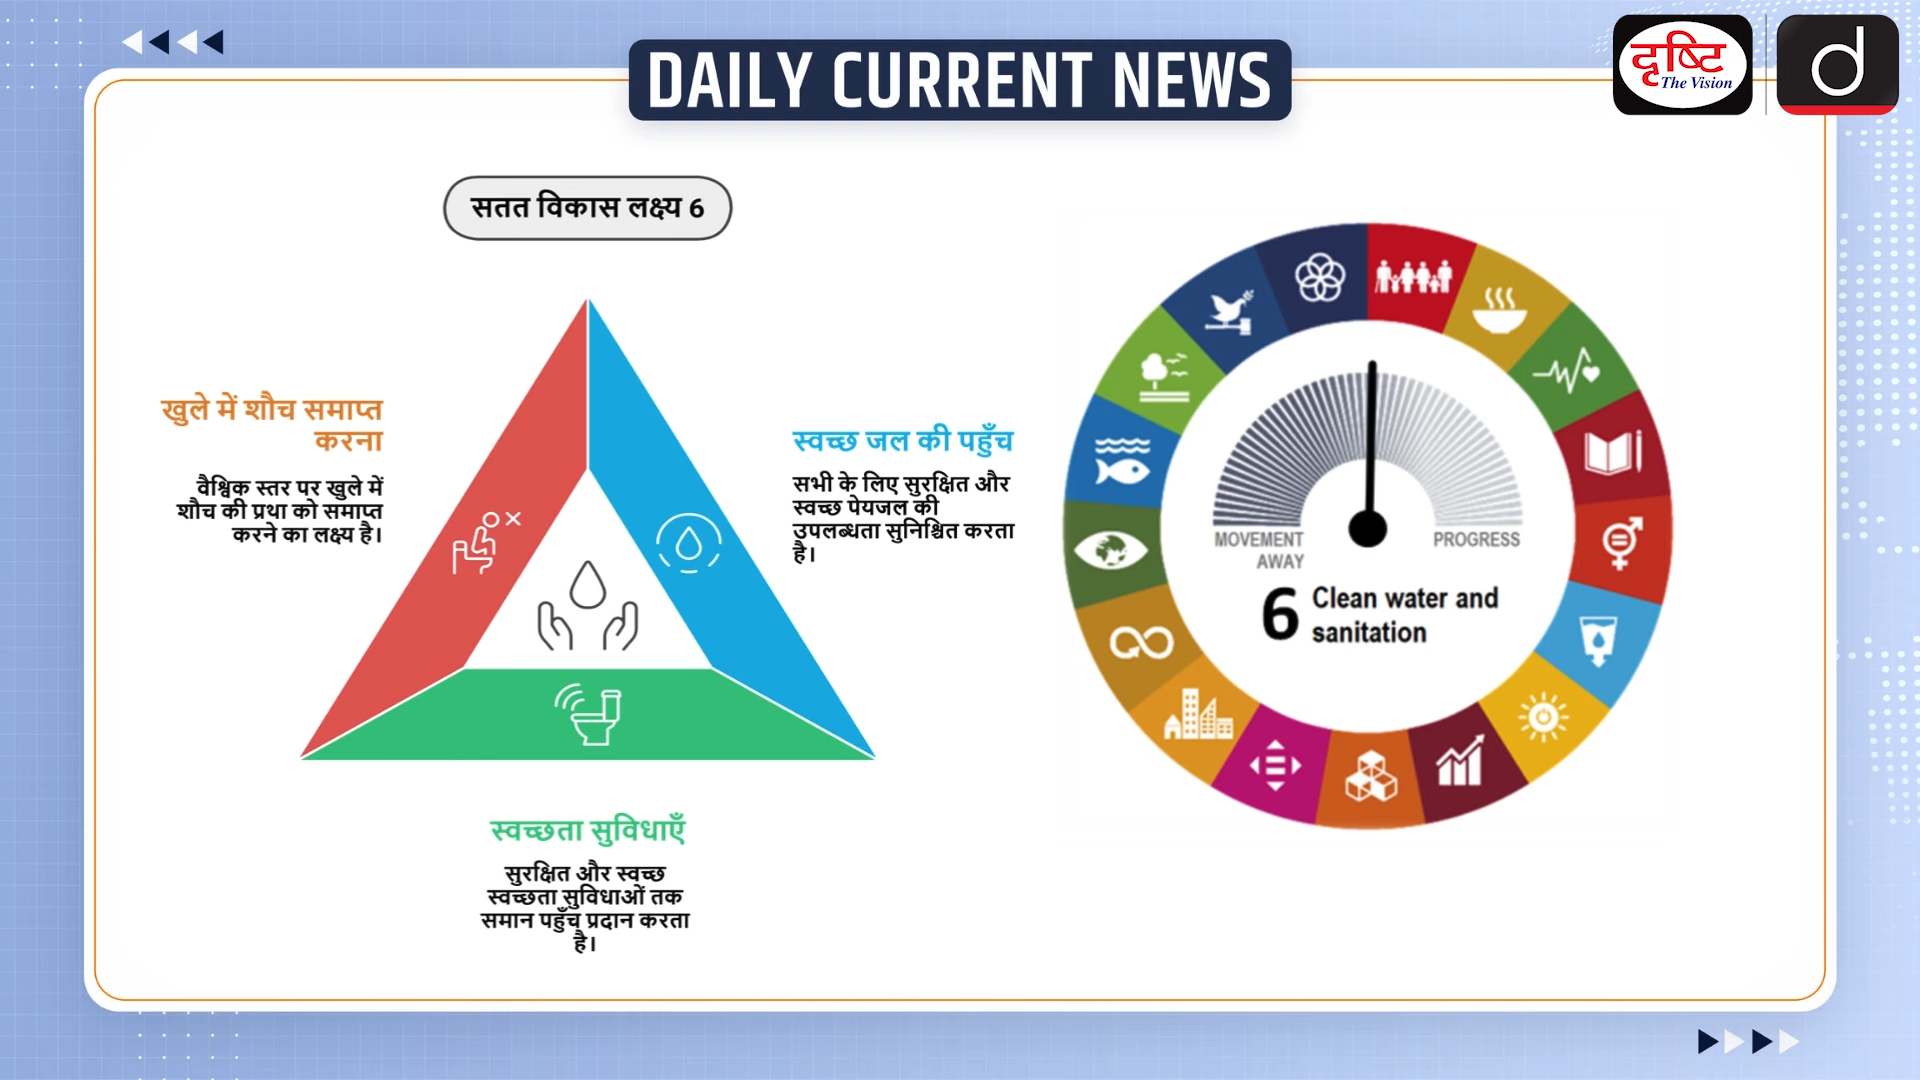 DAILY CURRENT NEWS
दृष्टि
The Vision
d
सतत विकास लक्ष्य 6
खुले में शौच समाप्त
करना
वैश्विक स्तर पर खुले में
शौच की प्रथा को समाप्त
करने का लक्ष्य है।
स्वच्छ जल की पहुँच
सभी के लिए सुरक्षित और
स्वच्छ पेयजल की
उपलब्धता सुनिश्चित करता
है।
स्वच्छता सुविधाएँ
सुरक्षित और स्वच्छ
स्वच्छता सुविधाओं तक
समान पहुँच प्रदान करता
है।
MOVEMENT
AWAY
PROGRESS
6 Clean water and
sanitation